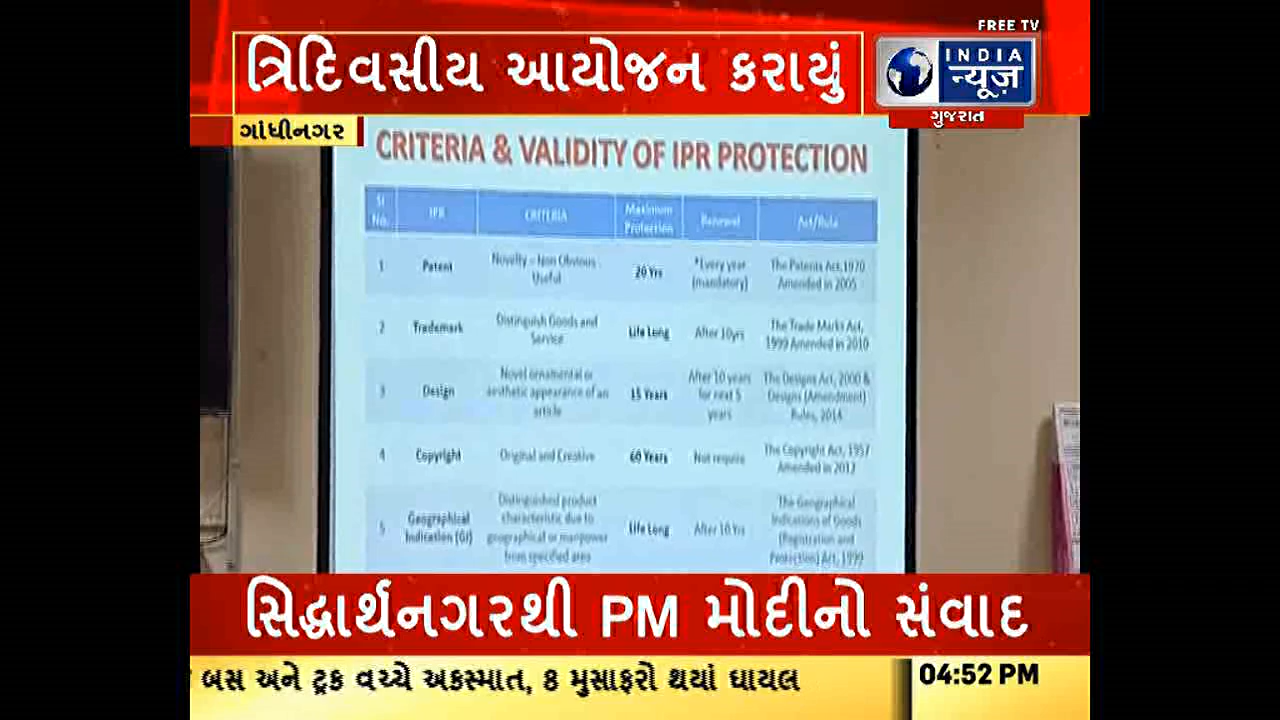 FREE TV
ત્રિદિવસીય આયોજન કરાયું
INDIA
न्यूज़
ગુજરાત
ગાંધીનગર
CRITERIA & VALIDITY OF IPR PROTECTION
Sl No. IPR CRITERIA Maximum Protection Renewal Act/Rule
1 Patent Novelty – Non Obvious Useful 20 Yrs *Every year (mandatory) The Patents Act,1970 Amended in 2005
2 Trademark Distinguish Goods and Service Life Long After 10yrs The Trade Marks Act, 1999 Amended in 2010
3 Design Novel ornamental or aesthetic appearance of an article 15 Years After 10 years for next 5 years The Designs Act, 2000 & Designs (Amendment) Rules, 2014
4 Copyright Original and Creative 60 Years Not require The Copyright Act, 1957 Amended in 2012
5 Geographical Indication (GI) Distinguished product characteristic due to geographical or manpower from specified area Life Long After 10 Yrs The Geographical Indications of Goods (Registration and Protection) Act, 1999
સિદ્ધાર્થનગરથી PM મોદીનો સંવાદ
બસ અને ટ્રક વચ્ચે અકસ્માત, 8 મુસાફરો થયાં ઘાયલ
04:52 PM